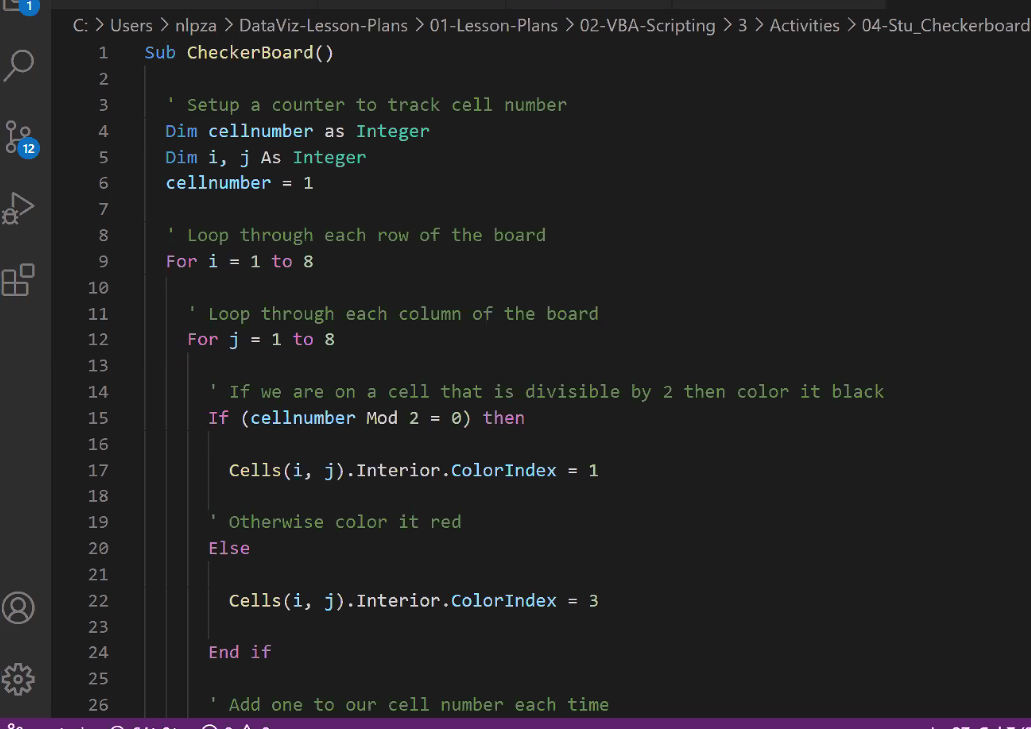 1
C: > Users > nlpza > DataViz-Lesson-Plans > 01-Lesson-Plans > 02-VBA-Scripting > 3 > Activities > 04-Stu_Checkerboard
12
1 Sub CheckerBoard()
2
3 ' Setup a counter to track cell number
4 Dim cellnumber as Integer
5 Dim i, j As Integer
6 cellnumber = 1
7
8 ' Loop through each row of the board
9 For i = 1 to 8
10
11 ' Loop through each column of the board
12 For j = 1 to 8
13
14 ' If we are on a cell that is divisible by 2 then color it black
15 If (cellnumber Mod 2 = 0) then
16
17 Cells(i, j).Interior.ColorIndex = 1
18
19 ' Otherwise color it red
20 Else
21
22 Cells(i, j).Interior.ColorIndex = 3
23
24 End if
25
26 ' Add one to our cell number each time